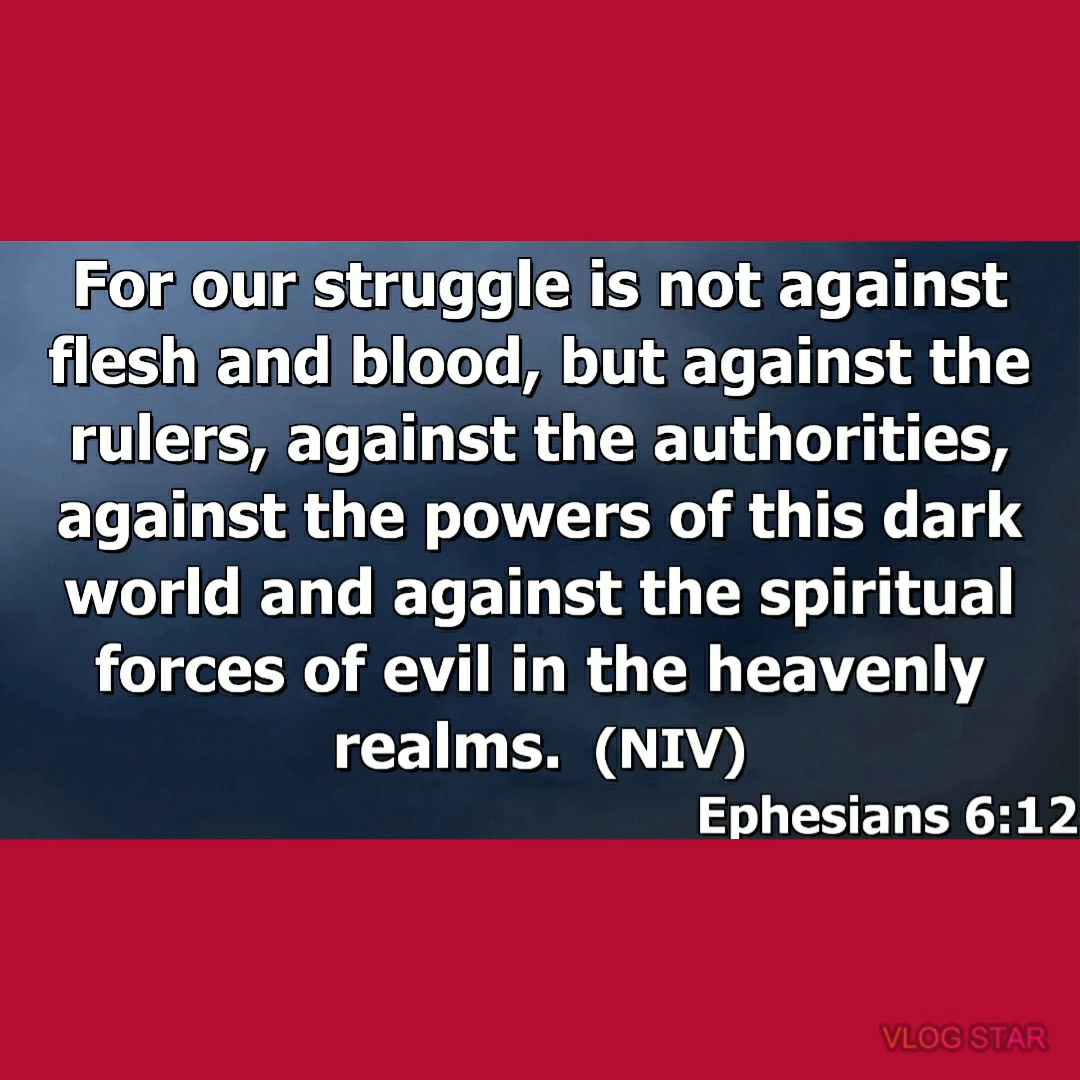 For our struggle is not against
flesh and blood, but against the
rulers, against the authorities,
against the powers of this dark
world and against the spiritual
forces of evil in the heavenly
realms. (NIV)
Ephesians 6:12
VLOG STAR